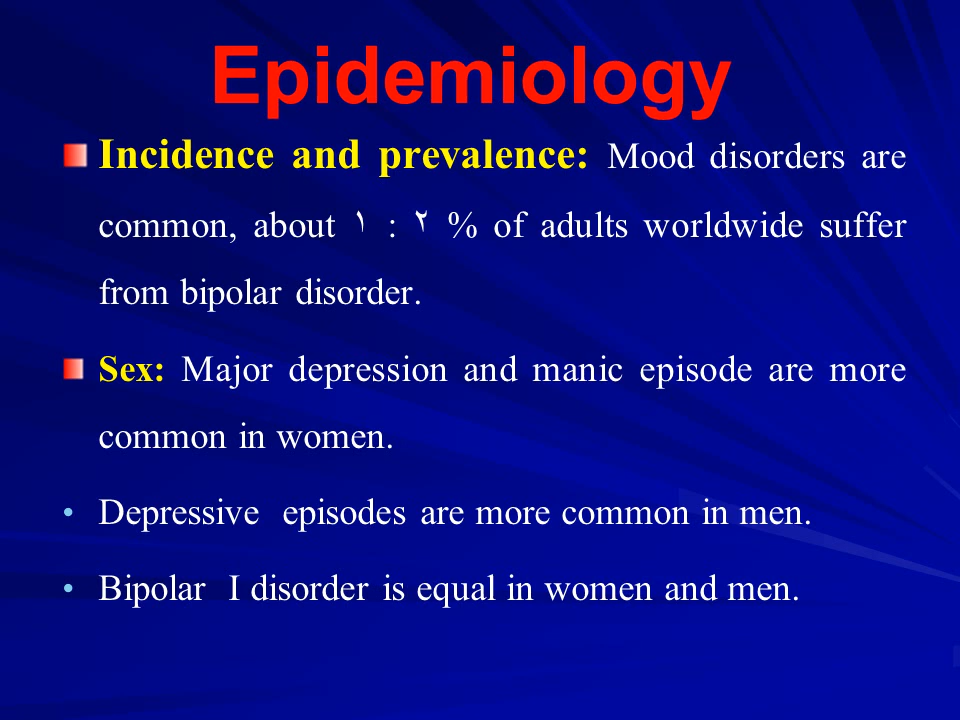 Epidemiology
Incidence and prevalence: Mood disorders are
common, about ١ : ٢ % of adults worldwide suffer
from bipolar disorder.
Sex: Major depression and manic episode are more
common in women.
• Depressive episodes are more common in men.
• Bipolar I disorder is equal in women and men.